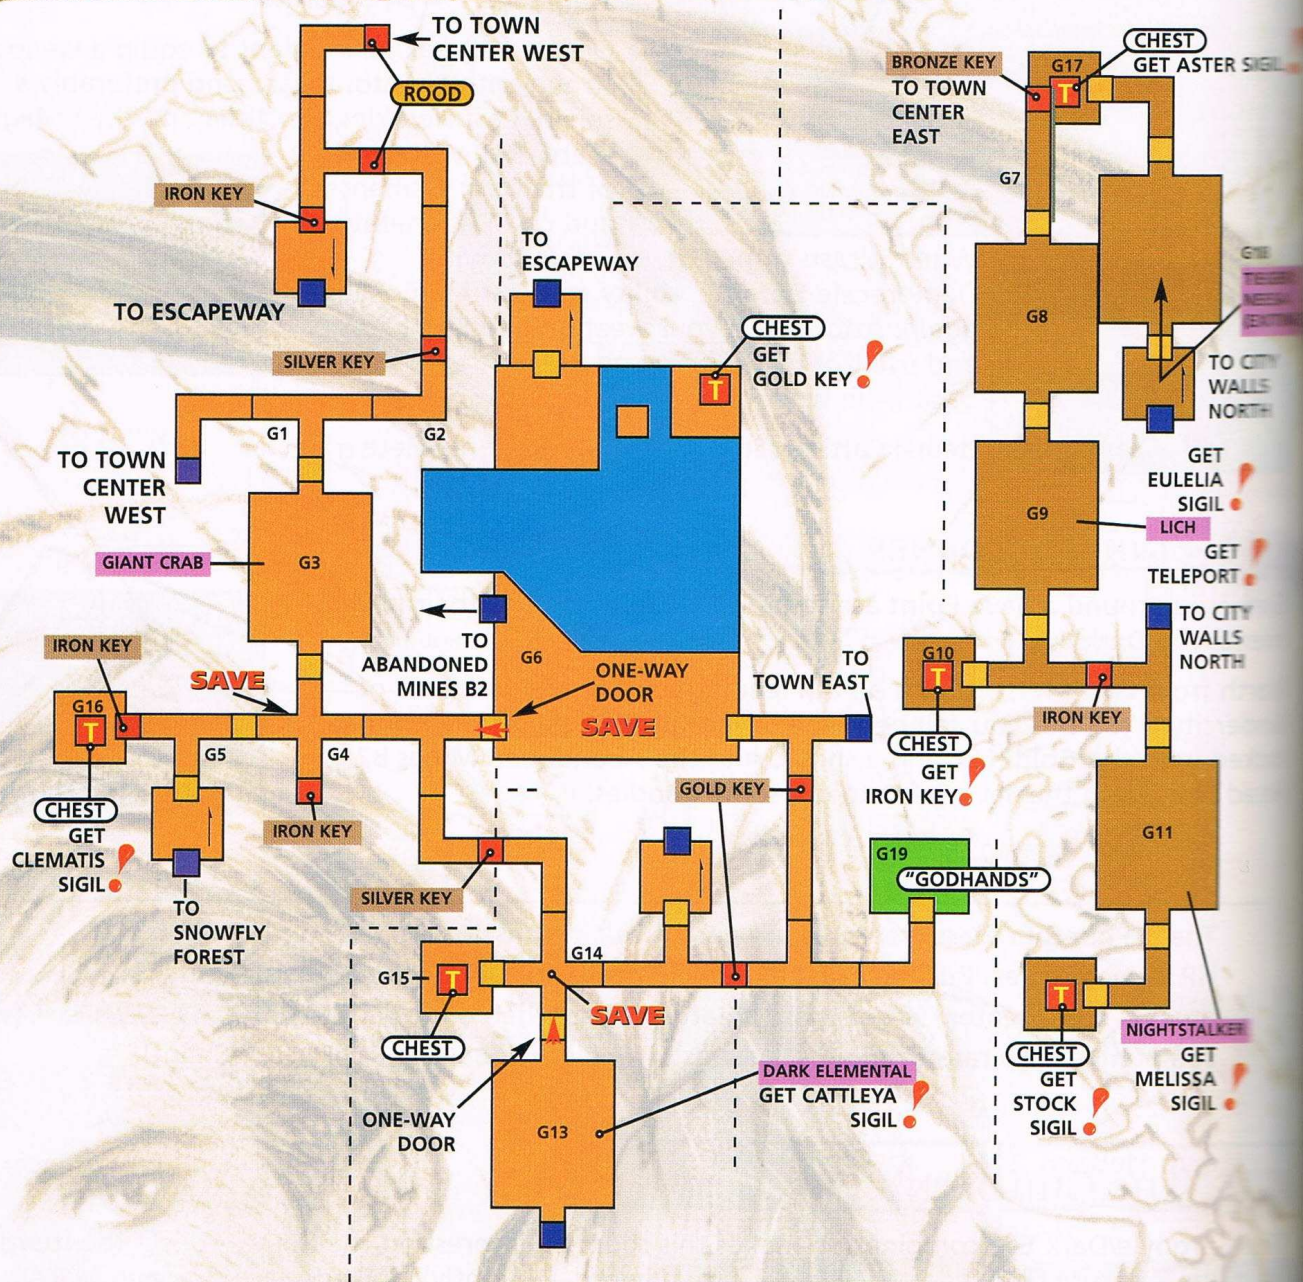 TO TOWN
CENTER WEST
ROOD
IRON KEY
TO ESCAPEWAY
SILVER KEY
G1
G2
TO TOWN
CENTER
WEST
GIANT CRAB
G3
IRON KEY
SAVE
G16
T
G5
G4
CHEST
GET
CLEMATIS
SIGIL!
IRON KEY
TO
SNOWFLY
FOREST
TO
ESCAPEWAY
CHEST
GET
GOLD KEY!
T
TO
ABANDONED
MINES B2
G6
ONE-WAY
DOOR
SAVE
TO
TOWN EAST
GOLD KEY
SILVER KEY
G19
"GODHANDS"
G14
G15
T
CHEST
SAVE
ONE-WAY
DOOR
G13
DARK ELEMENTAL
GET CATTLEYA
SIGIL!
BRONZE KEY
TO TOWN
CENTER
EAST
G17
T
CHEST
GET ASTER SIGIL
G7
G8
G18
TO CITY
WALLS
NORTH
GET
EULELIA
SIGIL!
G9
LICH
GET
TELEPORT!
TO CITY
WALLS
NORTH
G10
T
IRON KEY
CHEST
GET
IRON KEY!
G11
T
NIGHTSTALKER
GET
MELISSA
SIGIL!
CHEST
GET
STOCK
SIGIL!